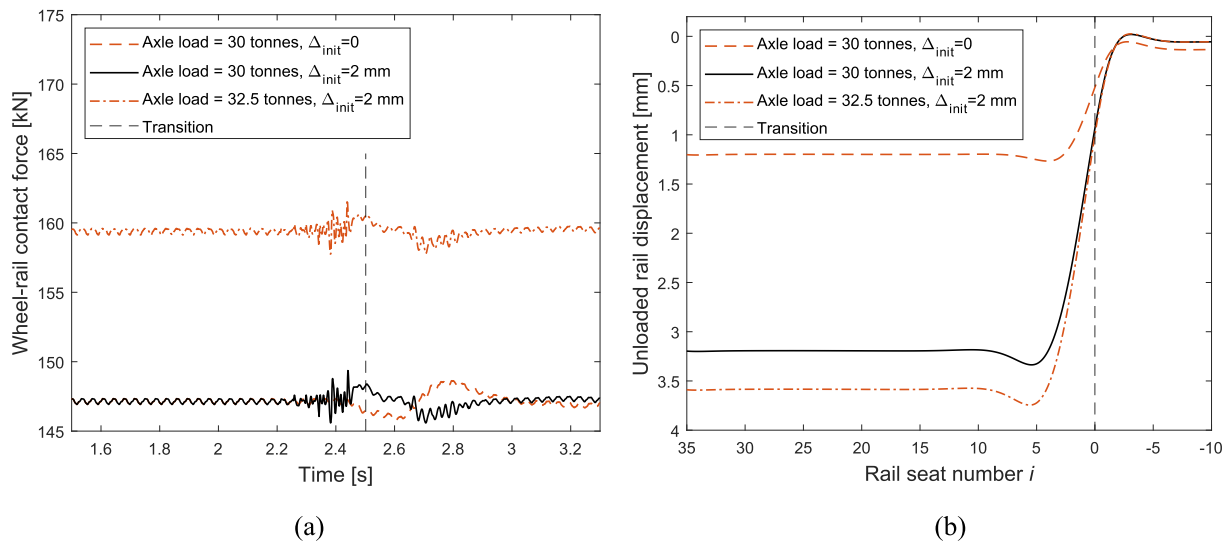 175
170
165
160
155
150
145
Wheel-rail contact force [kN]
Axle load = 30 tonnes, Δinit=0
Axle load = 30 tonnes, Δinit=2 mm
Axle load = 32.5 tonnes, Δinit=2 mm
Transition
1.6 1.8 2 2.2 2.4 2.6 2.8 3 3.2
Time [s]
(a)
0
0.5
1
1.5
2
2.5
3
3.5
4
Unloaded rail displacement [mm]
Axle load = 30 tonnes, Δinit=0
Axle load = 30 tonnes, Δinit=2 mm
Axle load = 32.5 tonnes, Δinit=2 mm
Transition
35 30 25 20 15 10 5 0 -5 -10
Rail seat number i
(b)